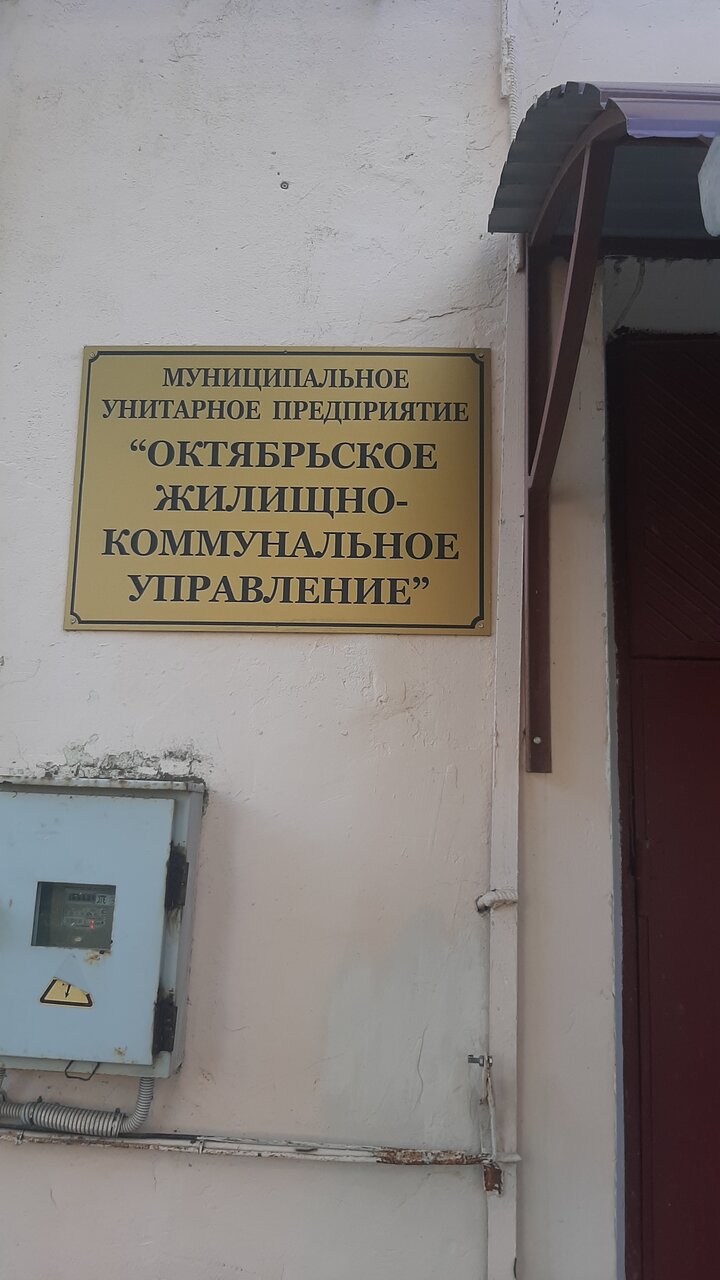 МУНИЦИПАЛЬНОЕ
УНИТАРНОЕ ПРЕДПРИЯТИЕ
“ОКТЯБРЬСКОЕ
ЖИЛИЩНО-
КОММУНАЛЬНОЕ
УПРАВЛЕНИЕ”